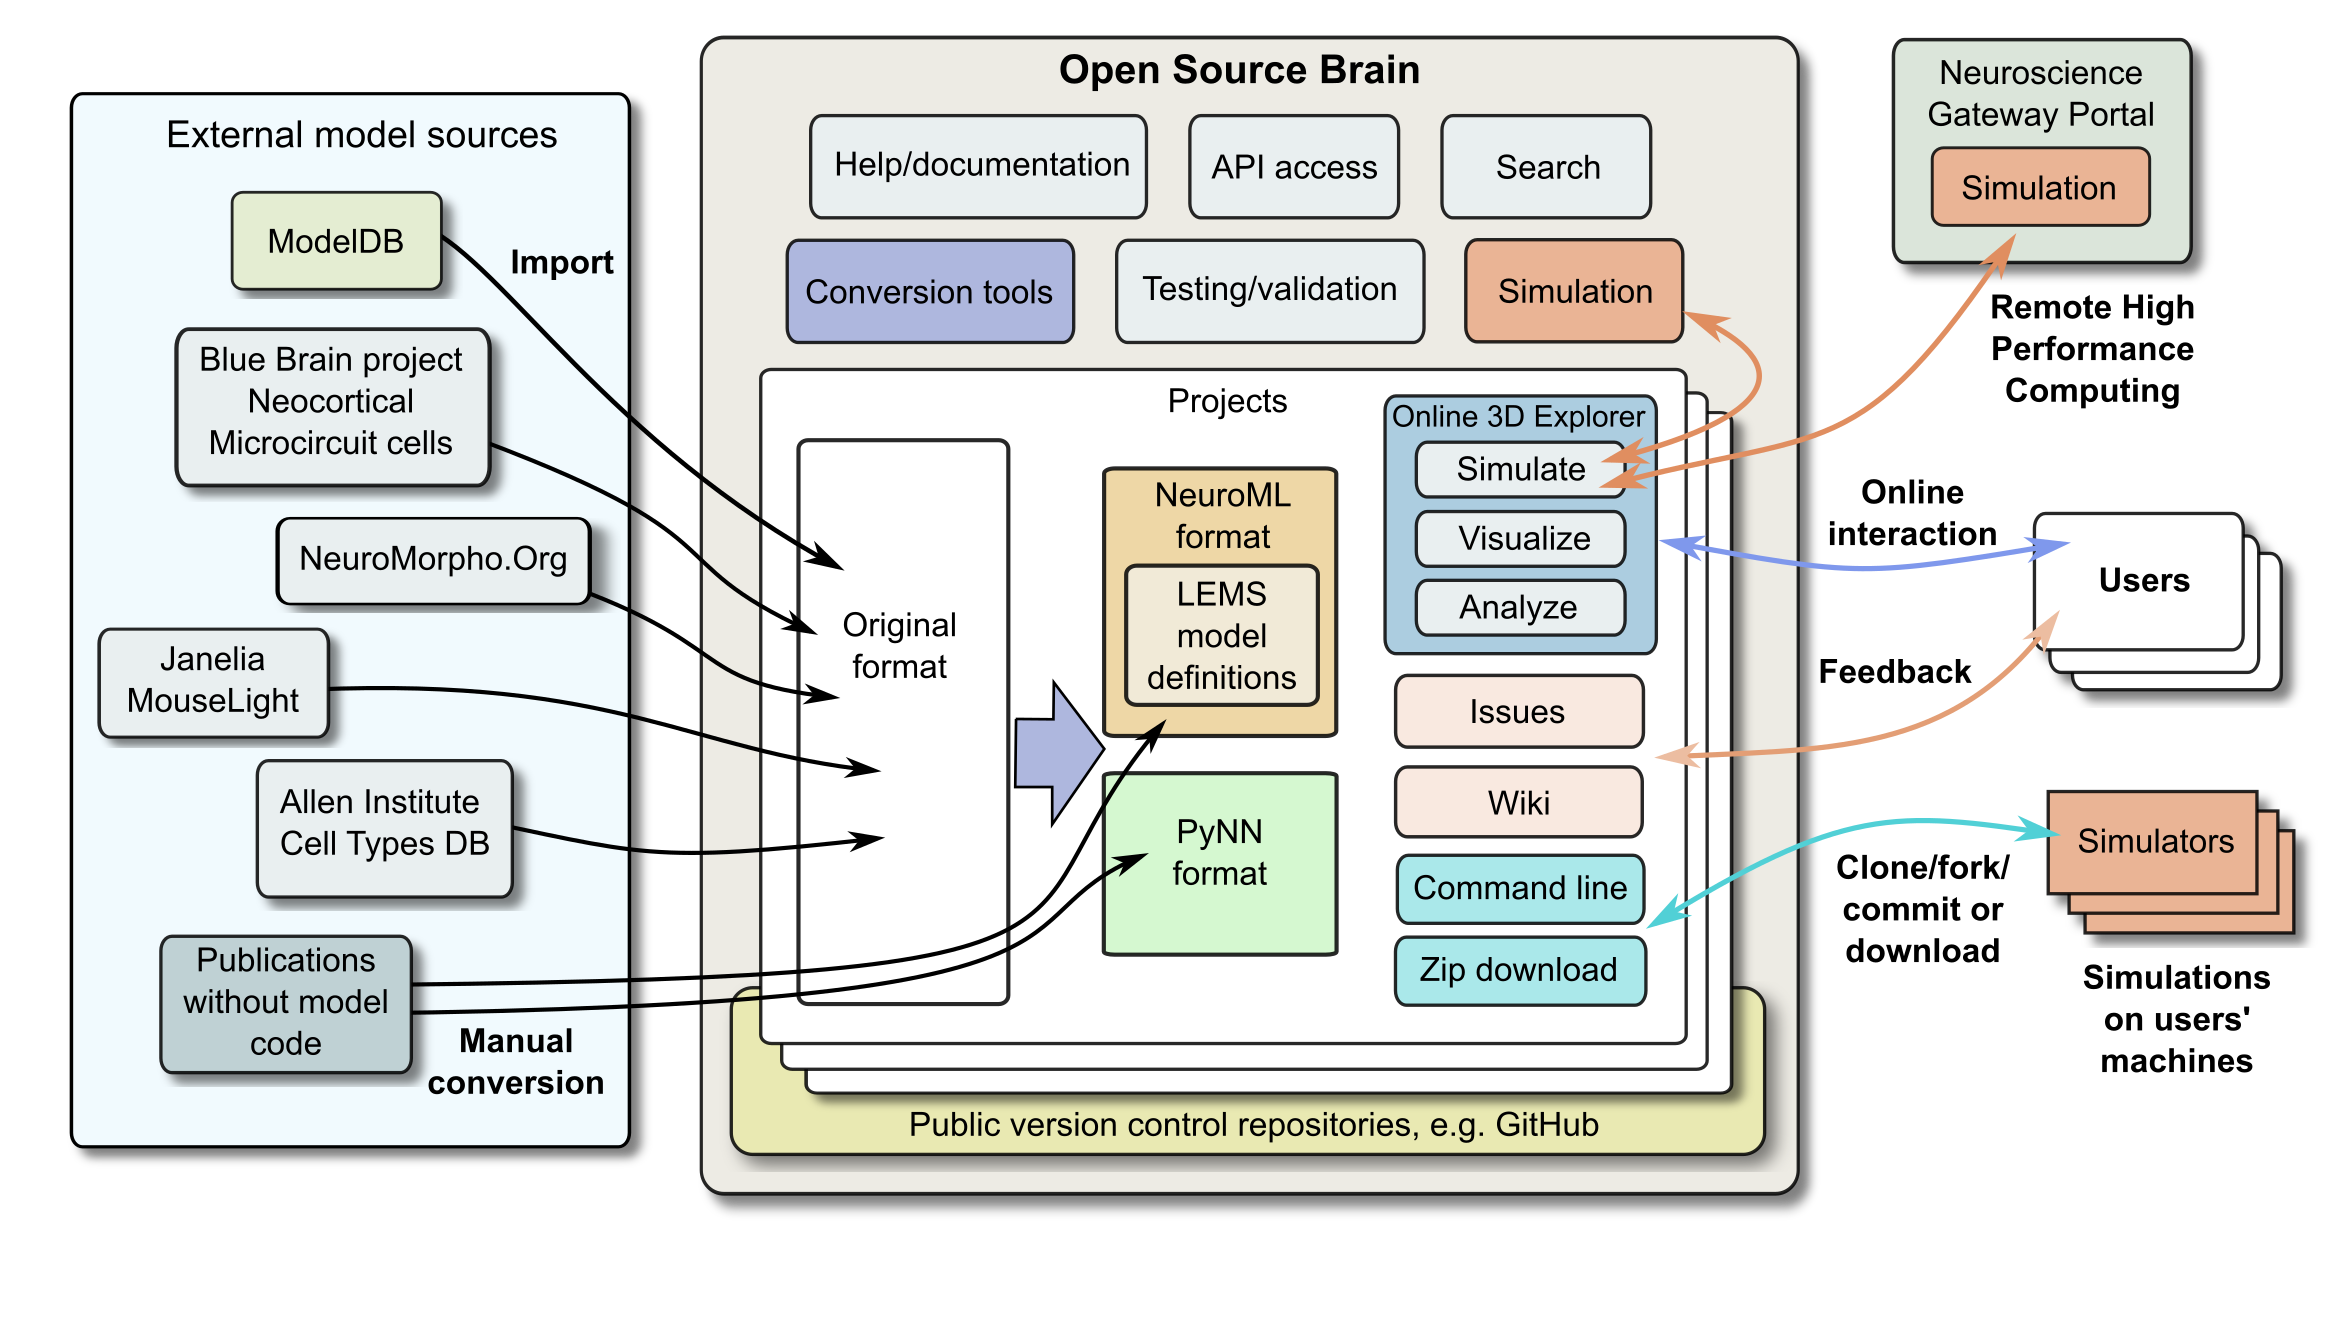 Open Source Brain
External model sources
ModelDB
Import
Blue Brain project
Neocortical
Microcircuit cells
NeuroMorpho.Org
Janelia
MouseLight
Allen Institute
Cell Types DB
Publications
without model
code
Manual
conversion
Help/documentation
API access
Search
Conversion tools
Testing/validation
Simulation
Projects
Original
format
NeuroML
format
LEMS
model
definitions
PyNN
format
Online 3D Explorer
Simulate
Visualize
Analyze
Issues
Wiki
Command line
Zip download
Public version control repositories, e.g. GitHub
Neuroscience
Gateway Portal
Simulation
Remote High
Performance
Computing
Online
interaction
Users
Feedback
Simulators
Clone/fork/
commit or
download
Simulations
on users'
machines